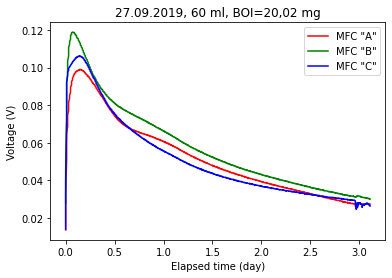 27.09.2019, 60 ml, BOI=20,02 mg
MFC "A"
MFC "B"
MFC "C"
Voltage (V)
0.12
0.10
0.08
0.06
0.04
0.02
0.0
0.5
1.0
1.5
2.0
2.5
3.0
Elapsed time (day)